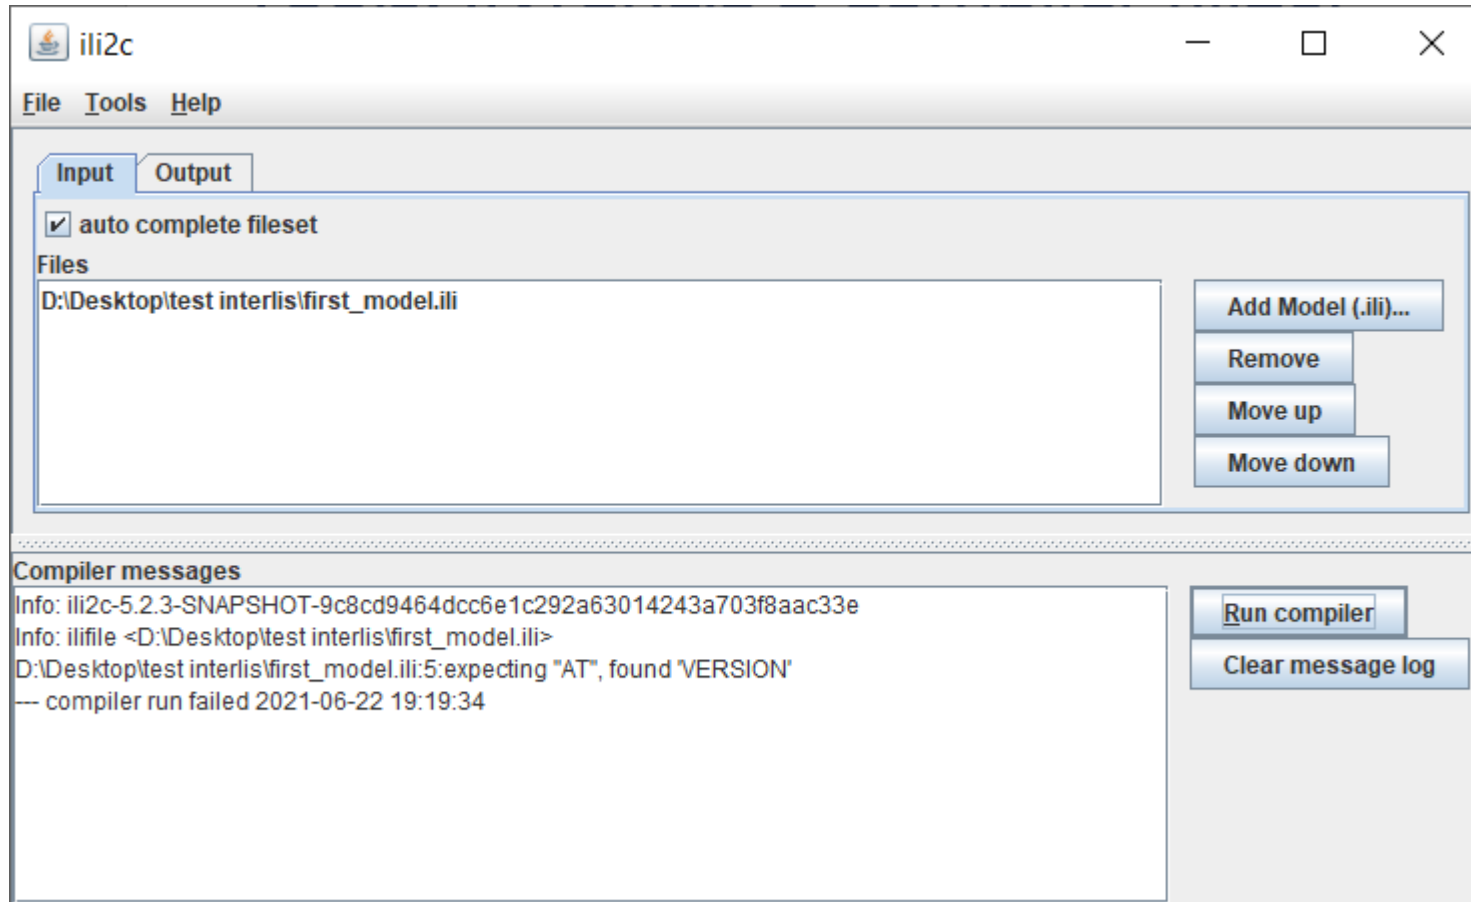 ili2c
File Tools Help
Input Output
auto complete fileset
Files
D:\Desktop\test interlis\first_model.ili
Add Model (.ili)...
Remove
Move up
Move down
Compiler messages
Info: ili2c-5.2.3-SNAPSHOT-9c8cd9464dcc6e1c292a63014243a703f8aac33e
Info: ilifile <D:\Desktop\test interlis\first_model.ili>
D:\Desktop\test interlis\first_model.ili:5:expecting "AT", found 'VERSION'
--- compiler run failed 2021-06-22 19:19:34
Run compiler
Clear message log